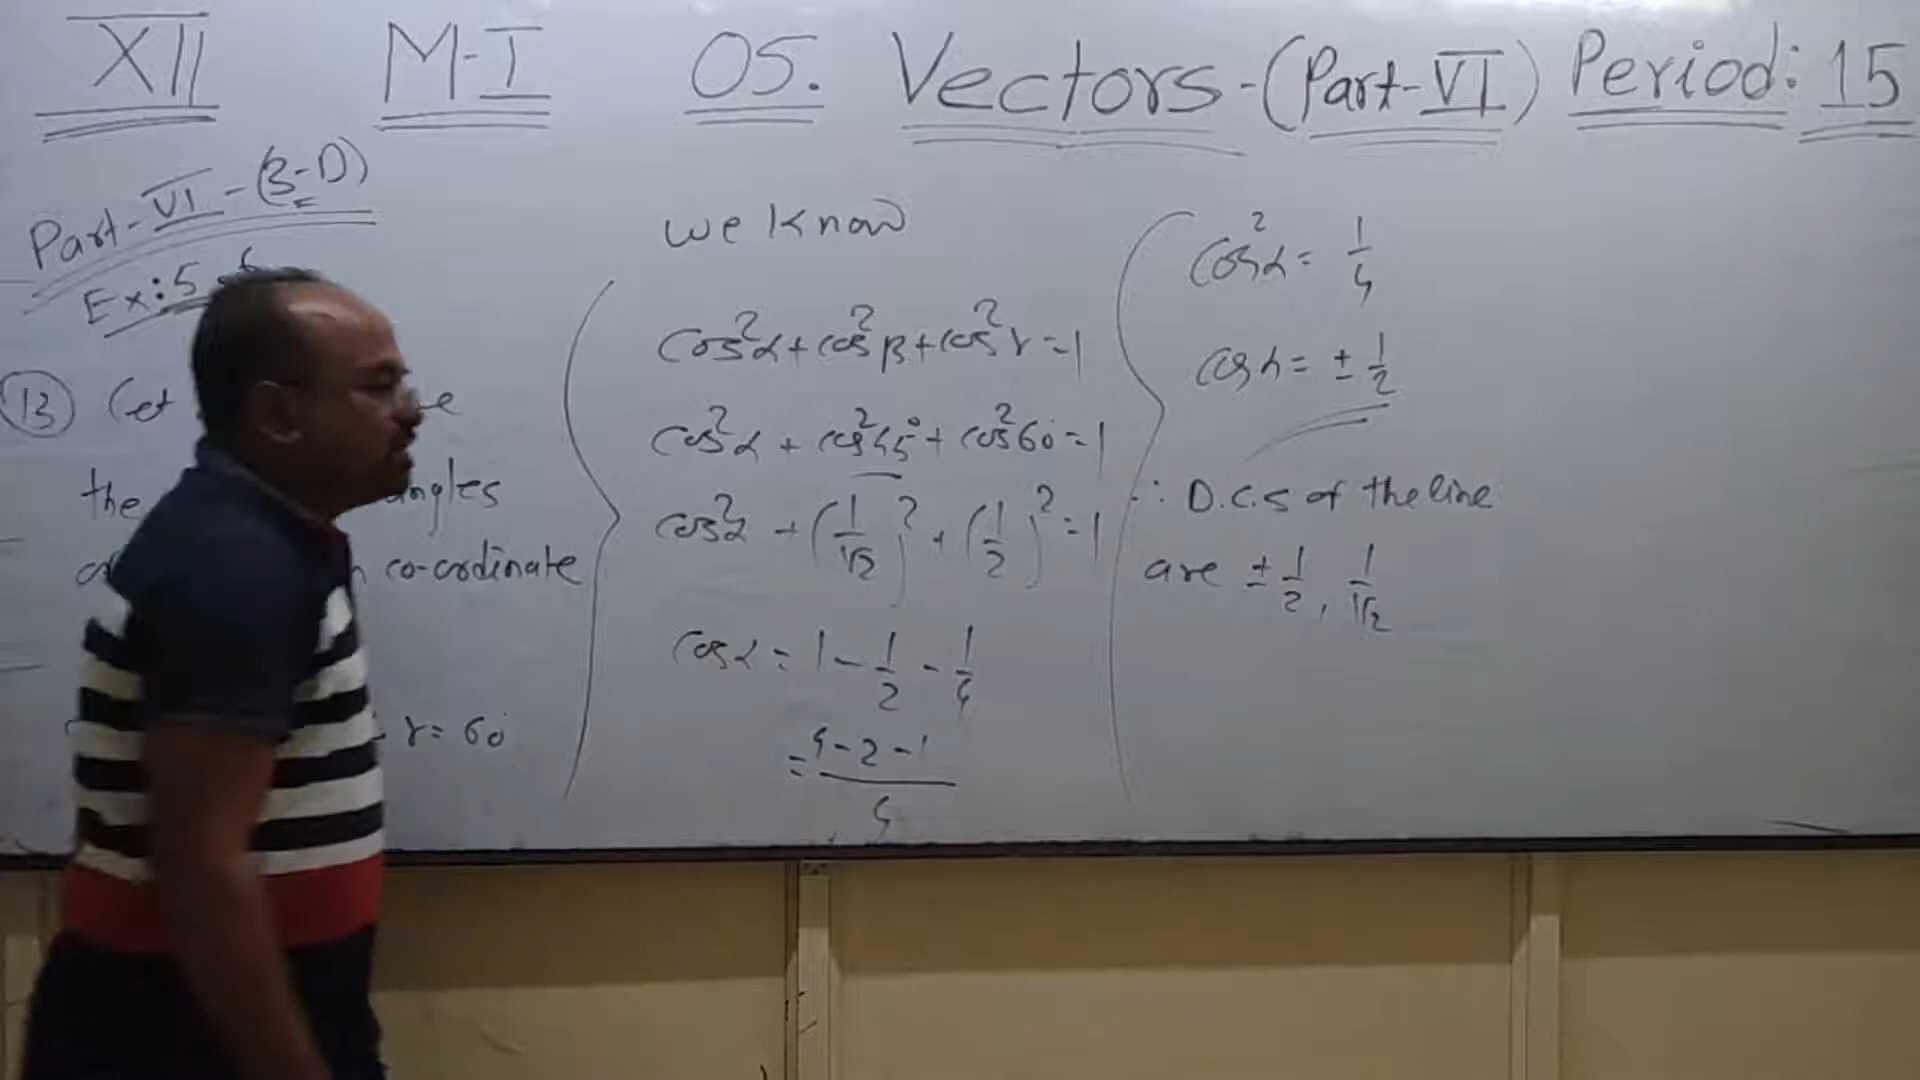 XII M-I 05. Vectors - (Part-VI) Period: 15
Part-VI - (3-D)
Ex: 5
13
the angles
co-ordinate
γ = 60°
we know
cos²α + cos²β + cos²γ = 1
cos²α + cos²45° + cos²60° = 1
cos²α + (1/√2)² + (1/2)² = 1
cosα = 1 - 1/2 - 1/4
= 4-2-1/4
cos²α = 1/4
cosα = ± 1/2
∴ D.C.S of the line
are ± 1/2, 1/√2